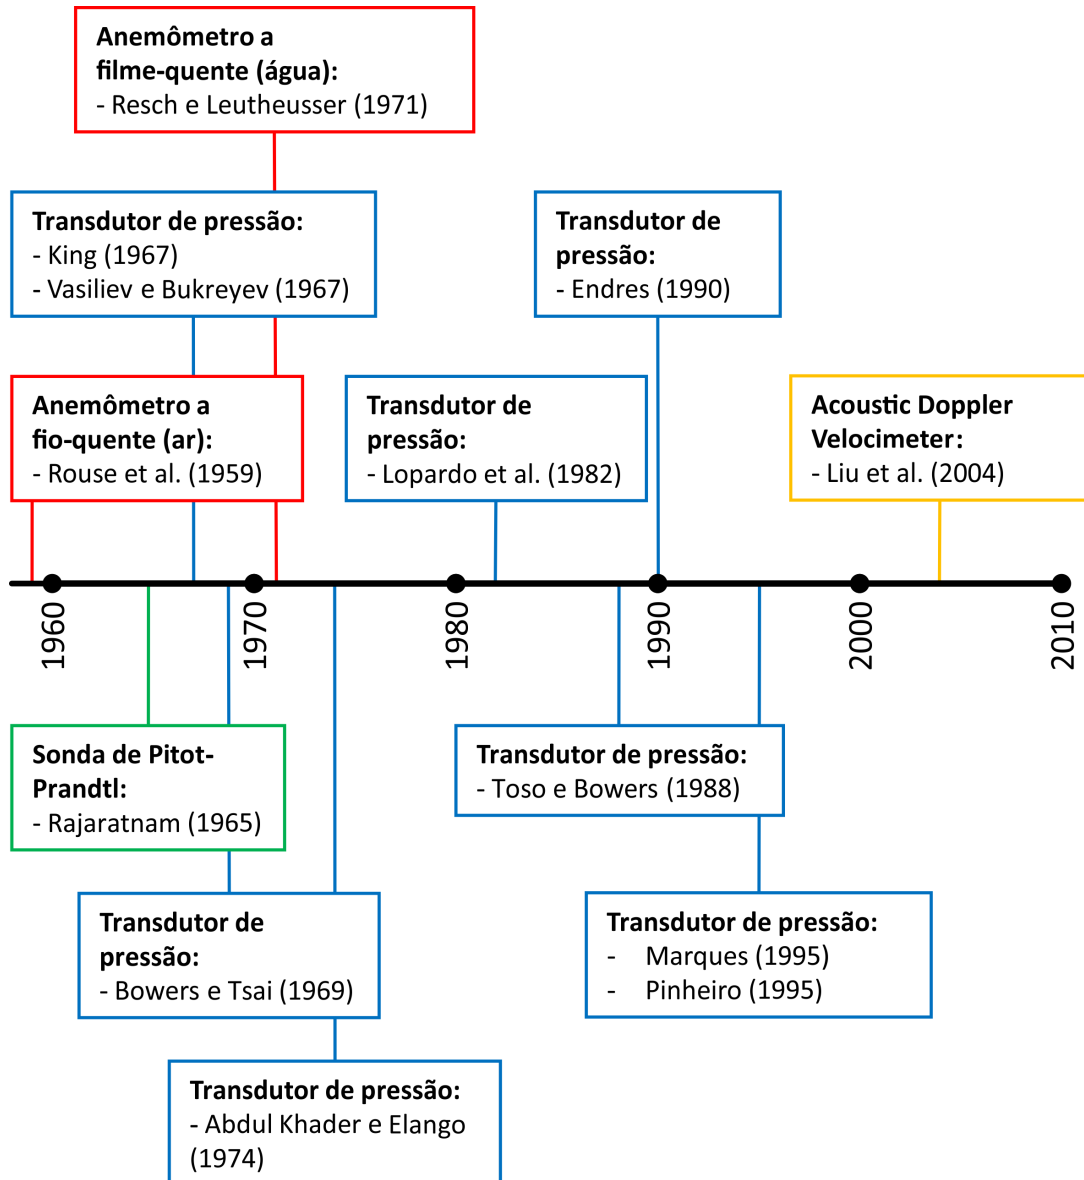 Anemômetro a
filme-quente (água):
- Resch e Leutheusser (1971)
Transdutor de pressão:
- King (1967)
- Vasiliev e Bukreyev (1967)
Transdutor de
pressão:
- Endres (1990)
Anemômetro a
fio-quente (ar):
- Rouse et al. (1959)
Transdutor de
pressão:
- Lopardo et al. (1982)
Acoustic Doppler
Velocimeter:
- Liu et al. (2004)
1960
1970
1980
1990
2000
2010
Sonda de Pitot-
Prandtl:
- Rajaratnam (1965)
Transdutor de pressão:
- Toso e Bowers (1988)
Transdutor de
pressão:
- Bowers e Tsai (1969)
Transdutor de pressão:
- Marques (1995)
- Pinheiro (1995)
Transdutor de pressão:
- Abdul Khader e Elango
(1974)